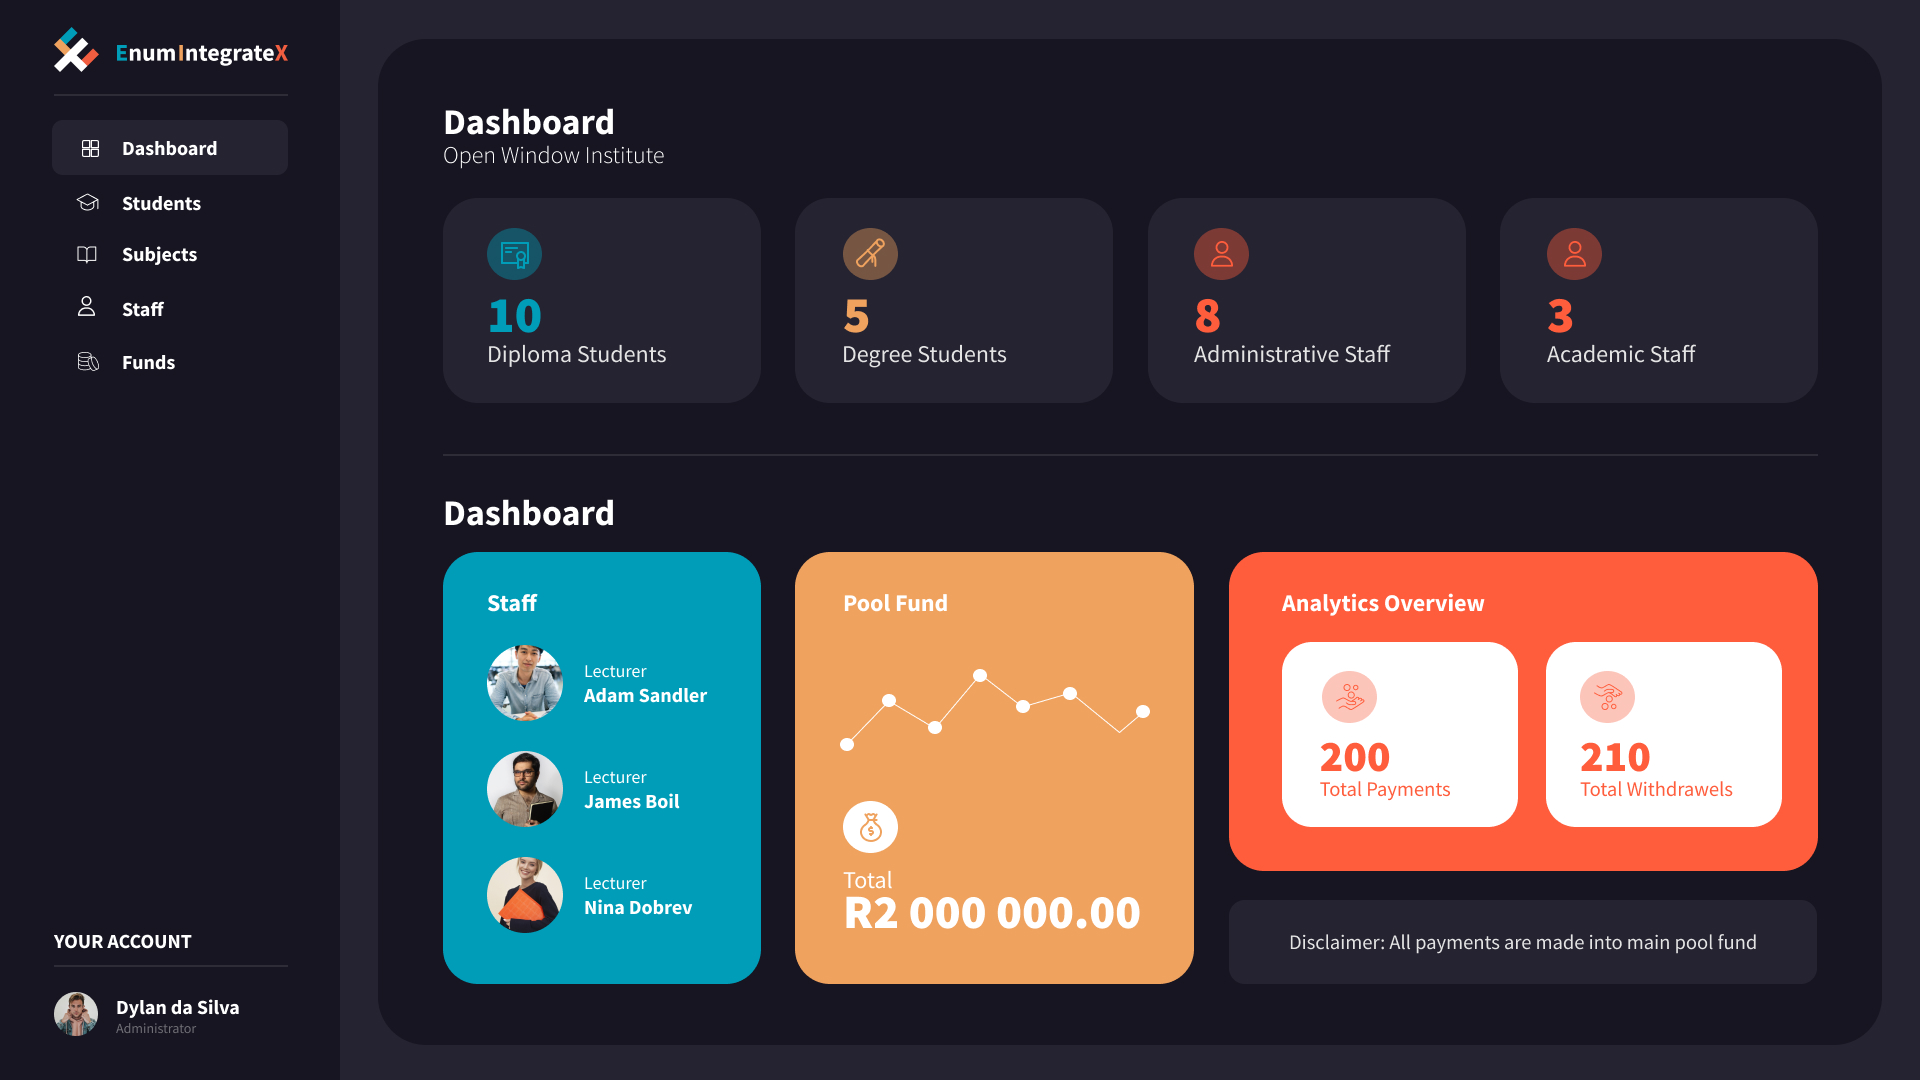 EnumIntegrateX
Dashboard
Students
Subjects
Staff
Funds
YOUR ACCOUNT
Dylan da Silva
Administrator
Dashboard
Open Window Institute
10
Diploma Students
5
Degree Students
8
Administrative Staff
3
Academic Staff
Dashboard
Staff
Lecturer
Adam Sandler
Lecturer
James Boil
Lecturer
Nina Dobrev
Pool Fund
$
Total
R2 000 000.00
Analytics Overview
200
Total Payments
210
Total Withdrawels
Disclaimer: All payments are made into main pool fund